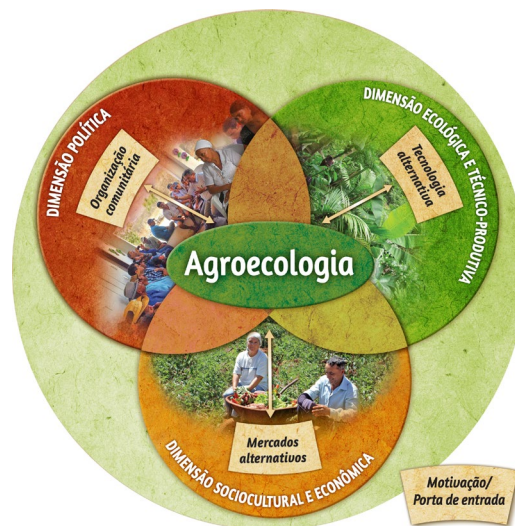 DIMENSÃO POLÍTICA
Organização
comunitária
DIMENSÃO ECOLÓGICA E TÉCNICO-PRODUTIVA
Tecnologia
alternativa
Agroecologia
Mercados
alternativos
DIMENSÃO SOCIOCULTURAL E ECONÔMICA
Motivação/
Porta de entrada